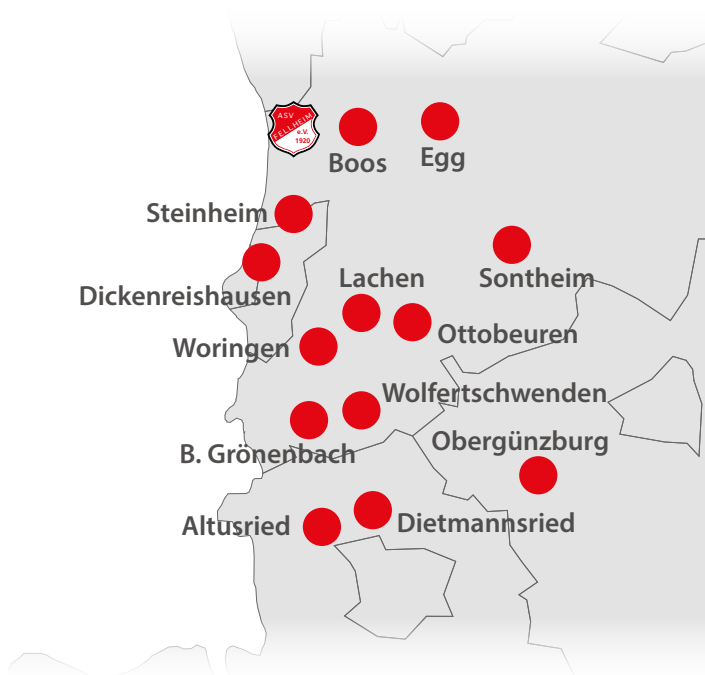 ASV
FELLHEIM
e.V.
1920
Boos
Egg
Steinheim
Sontheim
Dickenreishausen
Lachen
Ottobeuren
Woringen
Wolfertschwenden
B. Grönenbach
Obergünzburg
Altusried
Dietmannsried